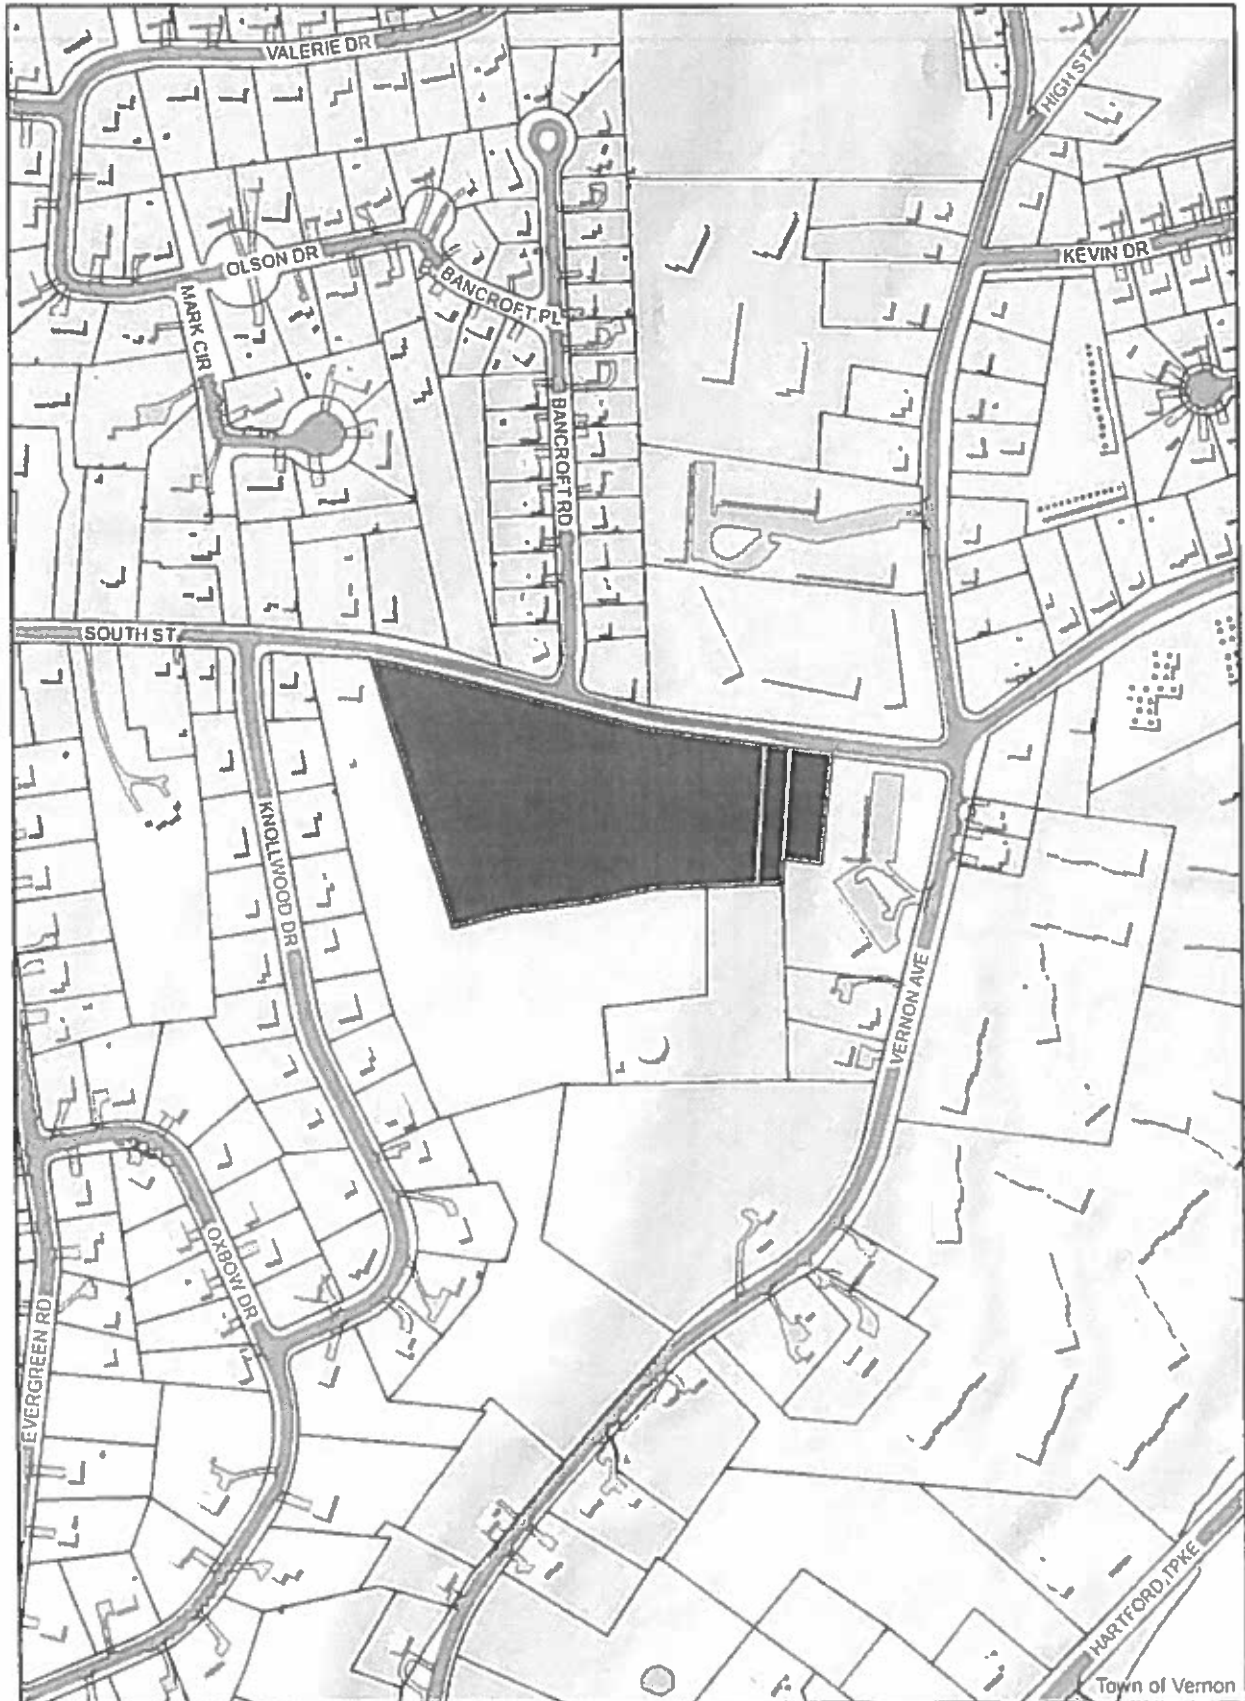 VALERIE DR
HIGH ST
OLSON DR
KEVIN DR
BANCROFT PL
MARK CIR
BANCROFT RD
SOUTH ST
KNOLLWOOD DR
VERNON AVE
OXBOW DR
EVERGREEN RD
HARTFORD TPKE
Town of Vernon